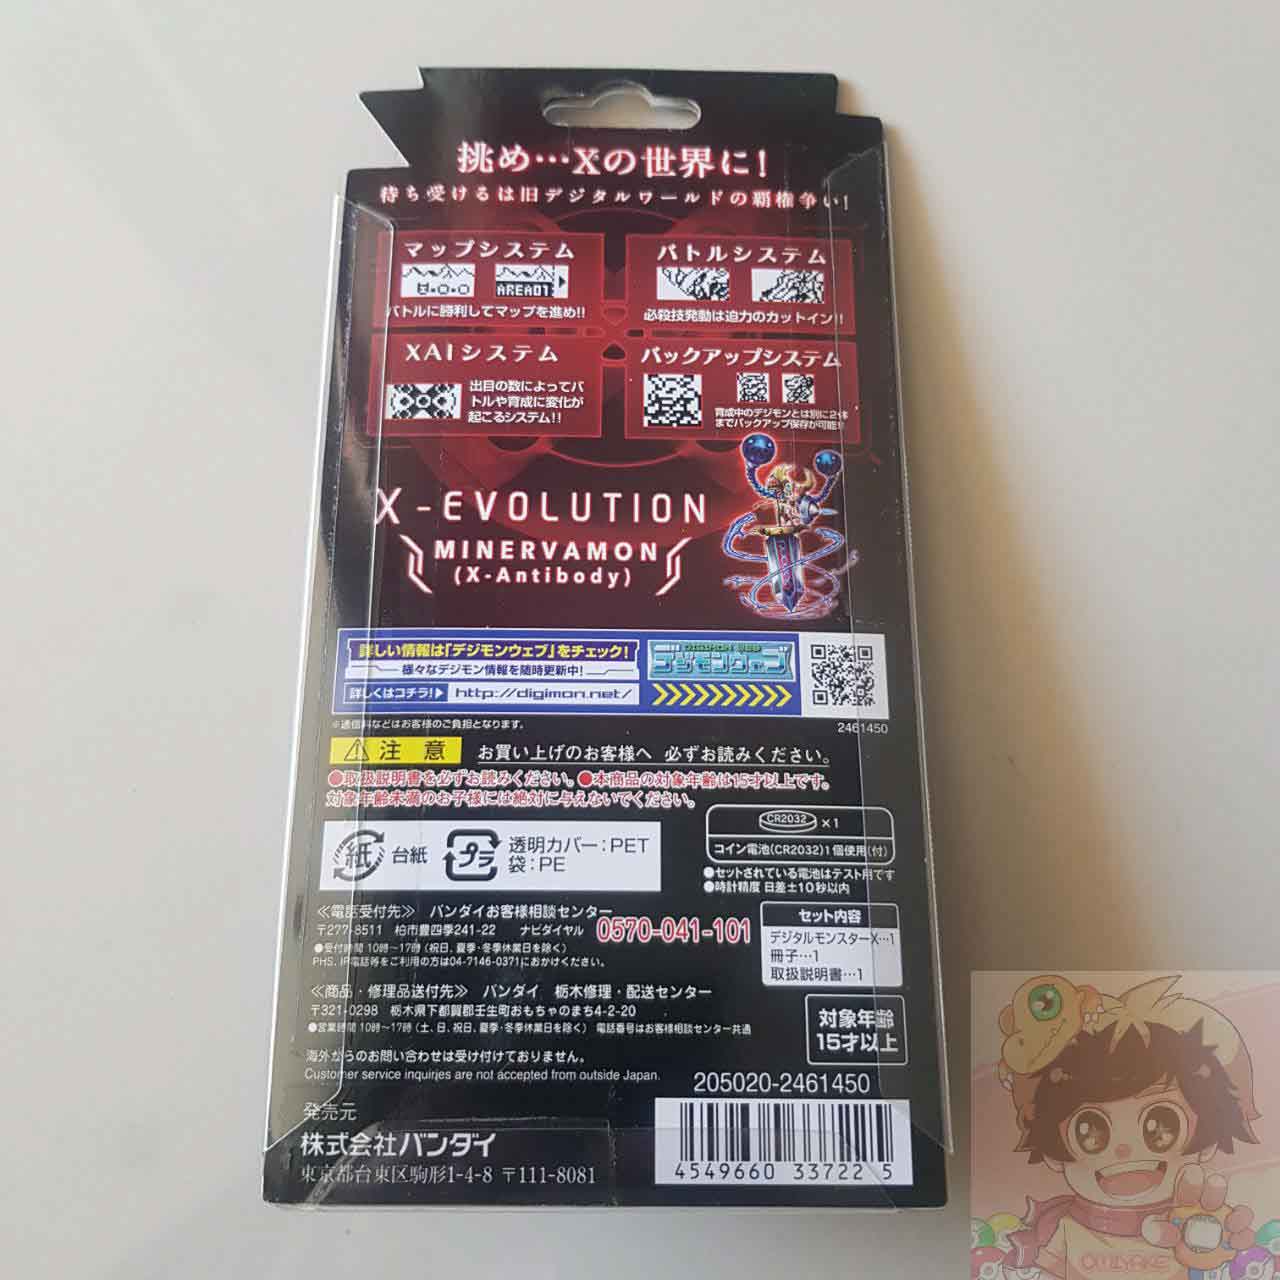 挑め…Xの世界に!
待ち受けるは旧デジタルワールドの覇権争い!
マップシステム
AREA01
バトルに勝利してマップを進め!!
バトルシステム
必殺技発動は迫力のカットイン!!
XAIシステム
出目の数によってバ
トルや育成に変化が
起こるシステム!!
バックアップシステム
育成中のデジモンとは別に2体
までバックアップ保存が可能!!
X-EVOLUTION
MINERVAMON
(X-Antibody)
詳しい情報は「デジモンウェブ」をチェック!
様々なデジモン情報を随時更新中!
詳しくはコチラ!▶ http://digimon.net/
DIGIMON WEB
デジモンウェブ
※通信料などはお客様のご負担となります。
2461450
注意 お買い上げのお客様へ 必ずお読みください。
●取扱説明書を必ずお読みください。●本商品の対象年齢は15才以上です。
対象年齢未満のお子様には絶対に与えないでください。
紙 台紙
プラ 透明カバー:PET
袋:PE
CR2032 ×1
コイン電池(CR2032)1個使用(付)
●セットされている電池はテスト用です
●時計精度 日差±10秒以内
≪電話受付先≫ バンダイお客様相談センター
〒277-8511 柏市豊四季241-22 ナビダイヤル 0570-041-101
●受付時間 10時~17時(祝日、夏季・冬季休業日を除く)
PHS、IP電話等をご利用の方は04-7146-0371におかけください。
セット内容
デジタルモンスターX…1
冊子…1
取扱説明書…1
≪商品・修理品送付先≫ バンダイ 栃木修理・配送センター
〒321-0298 栃木県下都賀郡壬生町おもちゃのまち4-2-20
●営業時間 10時~17時(土、日、祝日、夏季・冬季休業日を除く) 電話番号はお客様相談センター共通
対象年齢
15才以上
海外からのお問い合わせは受け付けておりません。
Customer service inquiries are not accepted from outside Japan.
205020-2461450
発売元
株式会社バンダイ
東京都台東区駒形1-4-8 〒111-8081
4549660 33722 5
OMIYAKE